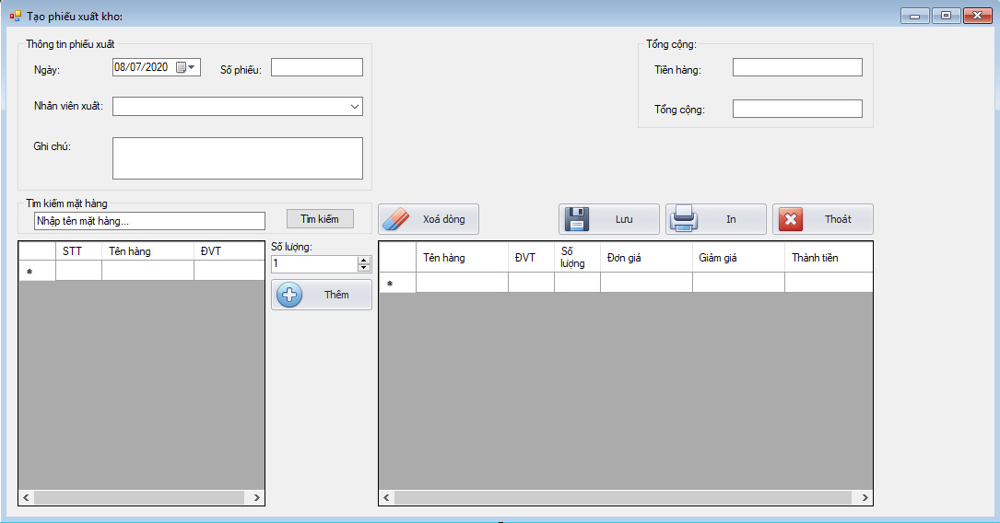 Tạo phiếu xuất kho:
Thông tin phiếu xuất
Ngày: 08/07/2020 Số phiếu:
Nhân viên xuất:
Ghi chú:
Tổng cộng:
Tiền hàng:
Tổng cộng:
Tìm kiếm mặt hàng
Nhập tên mặt hàng... Tìm kiếm
Xoá dòng Lưu In Thoát
STT Tên hàng ĐVT
Số lượng:
1
Thêm
Tên hàng ĐVT Số lượng Đơn giá Giảm giá Thành tiền